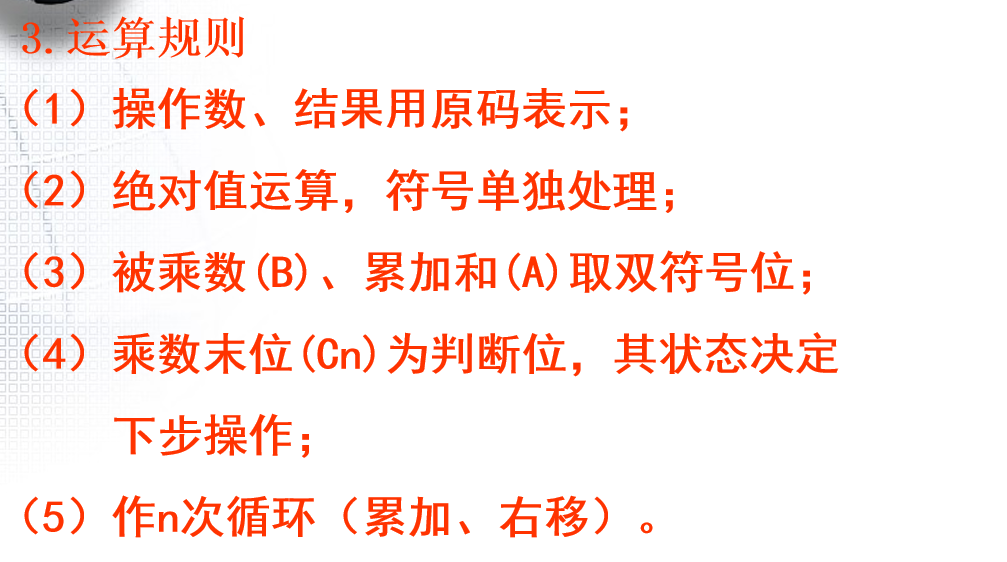 3.运算规则
（1）操作数、结果用原码表示；
（2）绝对值运算，符号单独处理；
（3）被乘数(B)、累加和(A)取双符号位；
（4）乘数末位(Cn)为判断位，其状态决定
下步操作；
（5）作n次循环（累加、右移）。